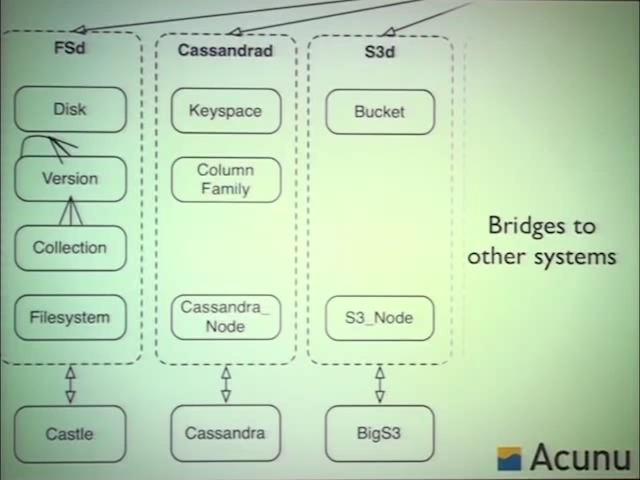 FSd
Disk
Version
Collection
Filesystem
Castle
Cassandrad
Keyspace
Column
Family
Cassandra_
Node
Cassandra
S3d
Bucket
S3_Node
BigS3
Bridges to
other systems
Acunu